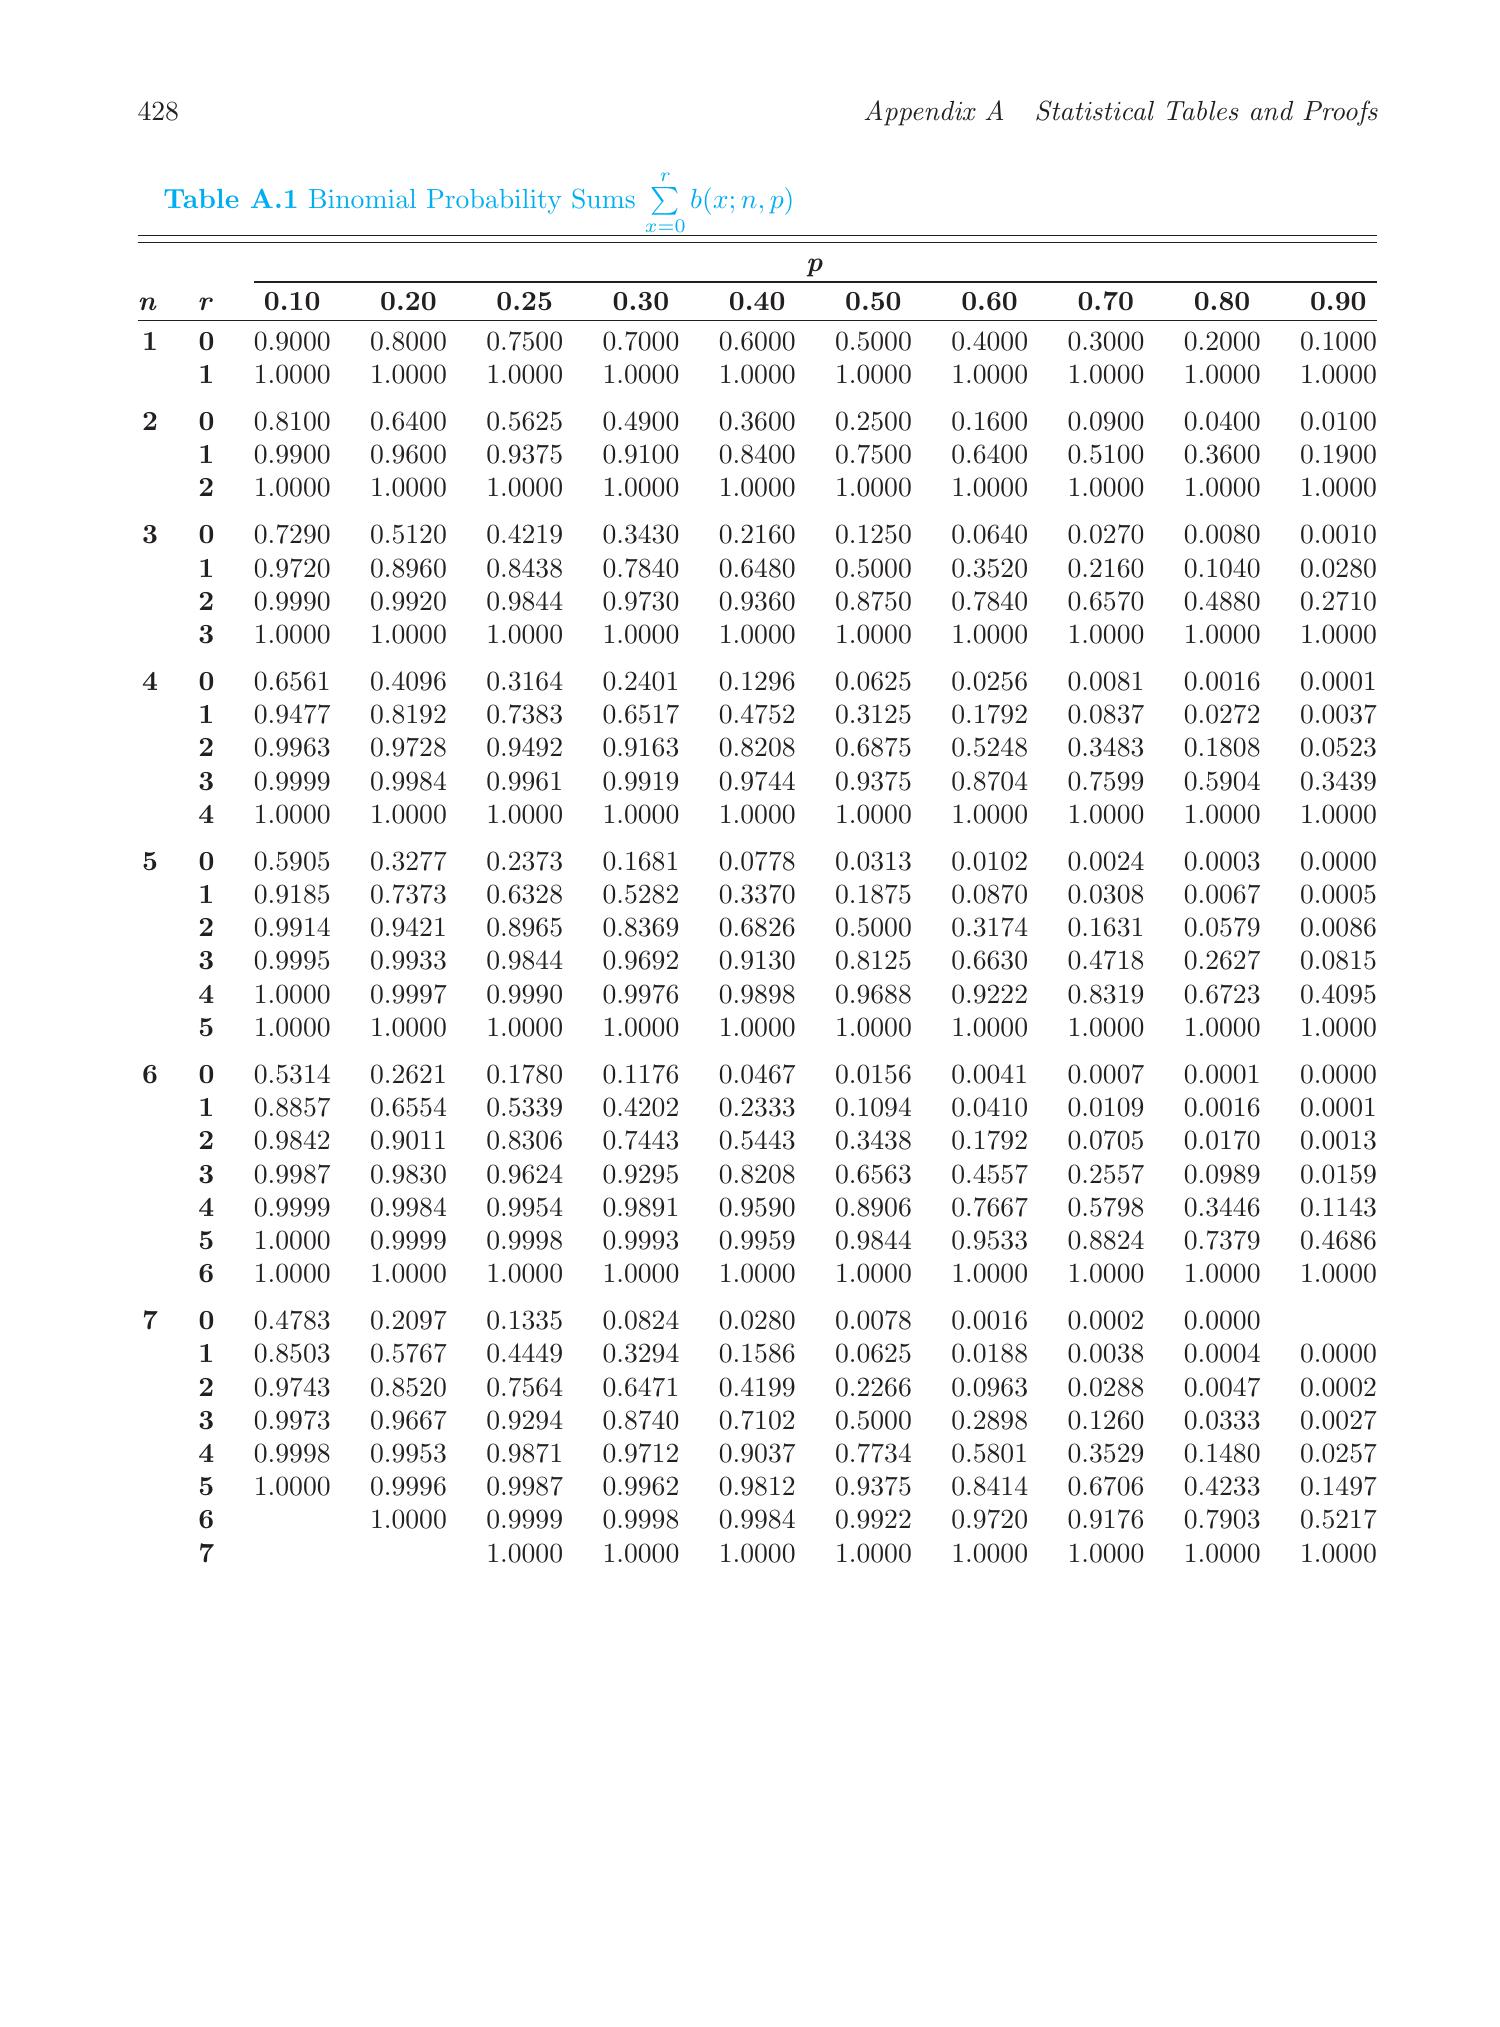 428 Appendix A Statistical Tables and Proofs
Table A.1 Binomial Probability Sums \sum_{x=0}^{r} b(x; n, p)
p
n r 0.10 0.20 0.25 0.30 0.40 0.50 0.60 0.70 0.80 0.90
1 0 0.9000 0.8000 0.7500 0.7000 0.6000 0.5000 0.4000 0.3000 0.2000 0.1000
1 1.0000 1.0000 1.0000 1.0000 1.0000 1.0000 1.0000 1.0000 1.0000 1.0000
2 0 0.8100 0.6400 0.5625 0.4900 0.3600 0.2500 0.1600 0.0900 0.0400 0.0100
1 0.9900 0.9600 0.9375 0.9100 0.8400 0.7500 0.6400 0.5100 0.3600 0.1900
2 1.0000 1.0000 1.0000 1.0000 1.0000 1.0000 1.0000 1.0000 1.0000 1.0000
3 0 0.7290 0.5120 0.4219 0.3430 0.2160 0.1250 0.0640 0.0270 0.0080 0.0010
1 0.9720 0.8960 0.8438 0.7840 0.6480 0.5000 0.3520 0.2160 0.1040 0.0280
2 0.9990 0.9920 0.9844 0.9730 0.9360 0.8750 0.7840 0.6570 0.4880 0.2710
3 1.0000 1.0000 1.0000 1.0000 1.0000 1.0000 1.0000 1.0000 1.0000 1.0000
4 0 0.6561 0.4096 0.3164 0.2401 0.1296 0.0625 0.0256 0.0081 0.0016 0.0001
1 0.9477 0.8192 0.7383 0.6517 0.4752 0.3125 0.1792 0.0837 0.0272 0.0037
2 0.9963 0.9728 0.9492 0.9163 0.8208 0.6875 0.5248 0.3483 0.1808 0.0523
3 0.9999 0.9984 0.9961 0.9919 0.9744 0.9375 0.8704 0.7599 0.5904 0.3439
4 1.0000 1.0000 1.0000 1.0000 1.0000 1.0000 1.0000 1.0000 1.0000 1.0000
5 0 0.5905 0.3277 0.2373 0.1681 0.0778 0.0313 0.0102 0.0024 0.0003 0.0000
1 0.9185 0.7373 0.6328 0.5282 0.3370 0.1875 0.0870 0.0308 0.0067 0.0005
2 0.9914 0.9421 0.8965 0.8369 0.6826 0.5000 0.3174 0.1631 0.0579 0.0086
3 0.9995 0.9933 0.9844 0.9692 0.9130 0.8125 0.6630 0.4718 0.2627 0.0815
4 1.0000 0.9997 0.9990 0.9976 0.9898 0.9688 0.9222 0.8319 0.6723 0.4095
5 1.0000 1.0000 1.0000 1.0000 1.0000 1.0000 1.0000 1.0000 1.0000 1.0000
6 0 0.5314 0.2621 0.1780 0.1176 0.0467 0.0156 0.0041 0.0007 0.0001 0.0000
1 0.8857 0.6554 0.5339 0.4202 0.2333 0.1094 0.0410 0.0109 0.0016 0.0001
2 0.9842 0.9011 0.8306 0.7443 0.5443 0.3438 0.1792 0.0705 0.0170 0.0013
3 0.9987 0.9830 0.9624 0.9295 0.8208 0.6563 0.4557 0.2557 0.0989 0.0159
4 0.9999 0.9984 0.9954 0.9891 0.9590 0.8906 0.7667 0.5798 0.3446 0.1143
5 1.0000 0.9999 0.9998 0.9993 0.9959 0.9844 0.9533 0.8824 0.7379 0.4686
6 1.0000 1.0000 1.0000 1.0000 1.0000 1.0000 1.0000 1.0000 1.0000 1.0000
7 0 0.4783 0.2097 0.1335 0.0824 0.0280 0.0078 0.0016 0.0002 0.0000
1 0.8503 0.5767 0.4449 0.3294 0.1586 0.0625 0.0188 0.0038 0.0004 0.0000
2 0.9743 0.8520 0.7564 0.6471 0.4199 0.2266 0.0963 0.0288 0.0047 0.0002
3 0.9973 0.9667 0.9294 0.8740 0.7102 0.5000 0.2898 0.1260 0.0333 0.0027
4 0.9998 0.9953 0.9871 0.9712 0.9037 0.7734 0.5801 0.3529 0.1480 0.0257
5 1.0000 0.9996 0.9987 0.9962 0.9812 0.9375 0.8414 0.6706 0.4233 0.1497
6 1.0000 0.9999 0.9998 0.9984 0.9922 0.9720 0.9176 0.7903 0.5217
7 1.0000 1.0000 1.0000 1.0000 1.0000 1.0000 1.0000 1.0000